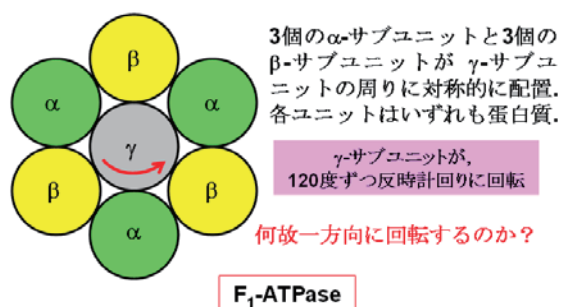 β
α
α
γ
β
β
α
3個のα-サブユニットと3個の
β-サブユニットが γ-サブユ
ニットの周りに対称的に配置.
各ユニットはいずれも蛋白質.
γ-サブユニットが,
120度ずつ反時計回りに回転
何故一方向に回転するのか？
F₁-ATPase